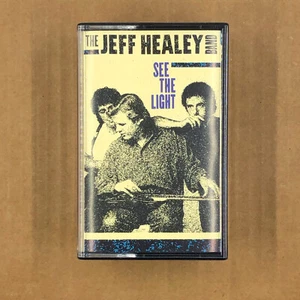 THE JEFF HEALEY BAND
SEE
THE
LIGHT